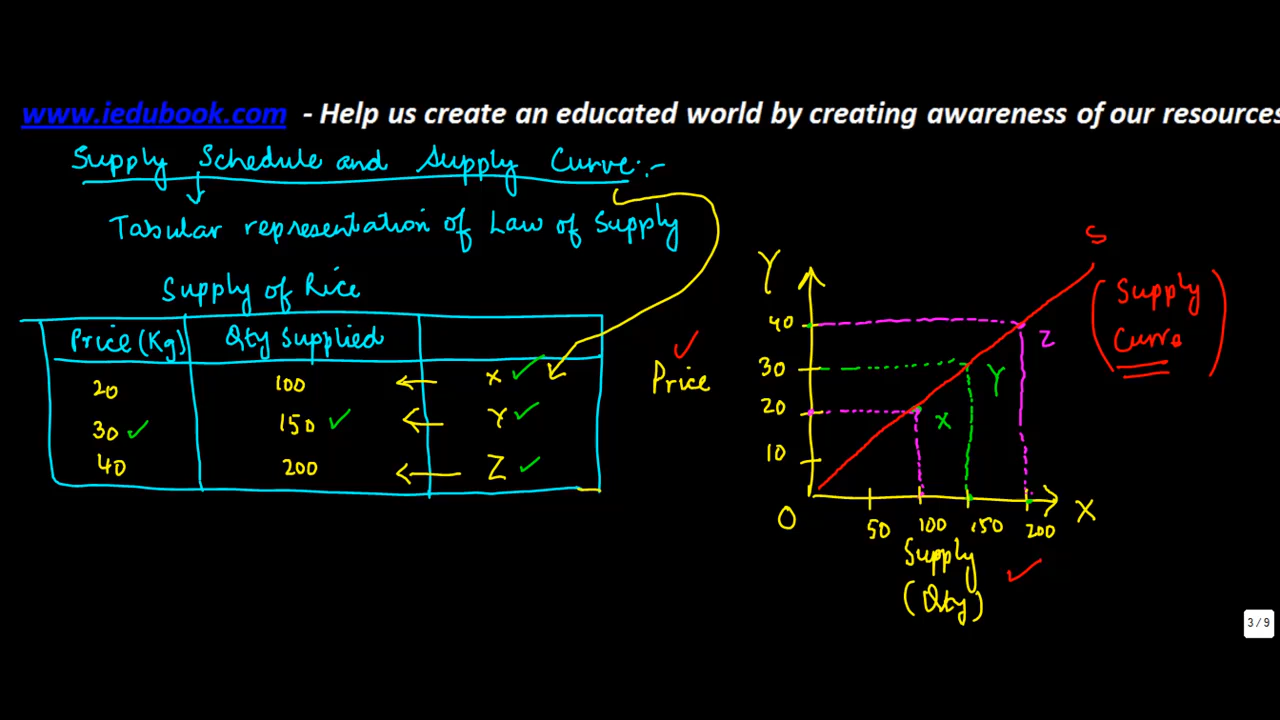 www.iedubook.com - Help us create an educated world by creating awareness of our resources
Supply Schedule and Supply Curve:-
Tabular representation of Law of Supply
Supply of Rice
Price (Kg) Qty Supplied
20 100 X
30 150 Y
40 200 Z
Price
Y
40
30
20
10
O
50 100 150 200
X
Supply
(Qty)
S
(Supply
Curve)
Z
Y
X
3/9